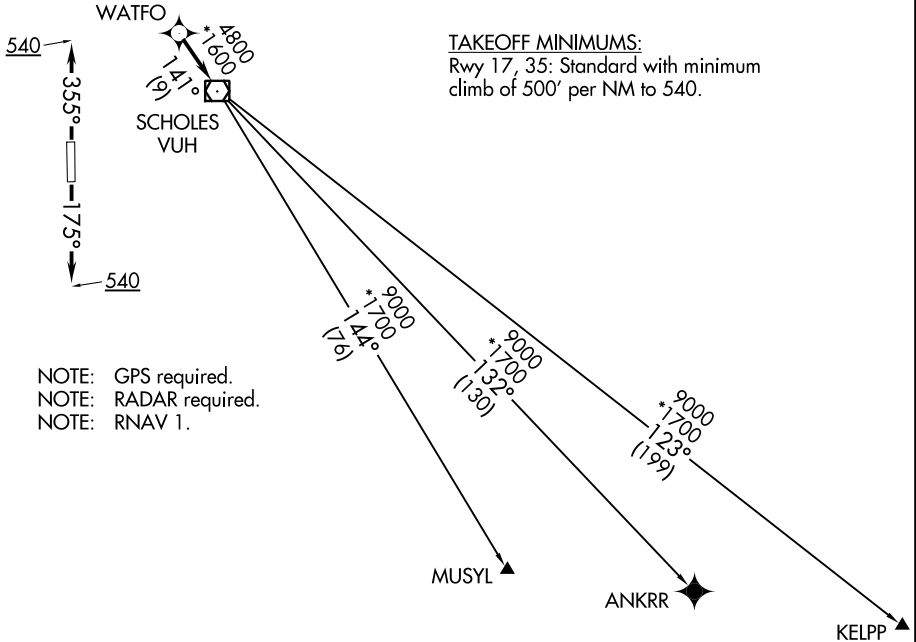 WATFO
4800
*1600
141°
(9)
SCHOLES
VUH
540
355°
175°
540
TAKEOFF MINIMUMS:
Rwy 17, 35: Standard with minimum
climb of 500' per NM to 540.
9000
*1700
144°
(76)
9000
*1700
132°
(130)
9000
*1700
123°
(199)
NOTE: GPS required.
NOTE: RADAR required.
NOTE: RNAV 1.
MUSYL
ANKRR
KELPP